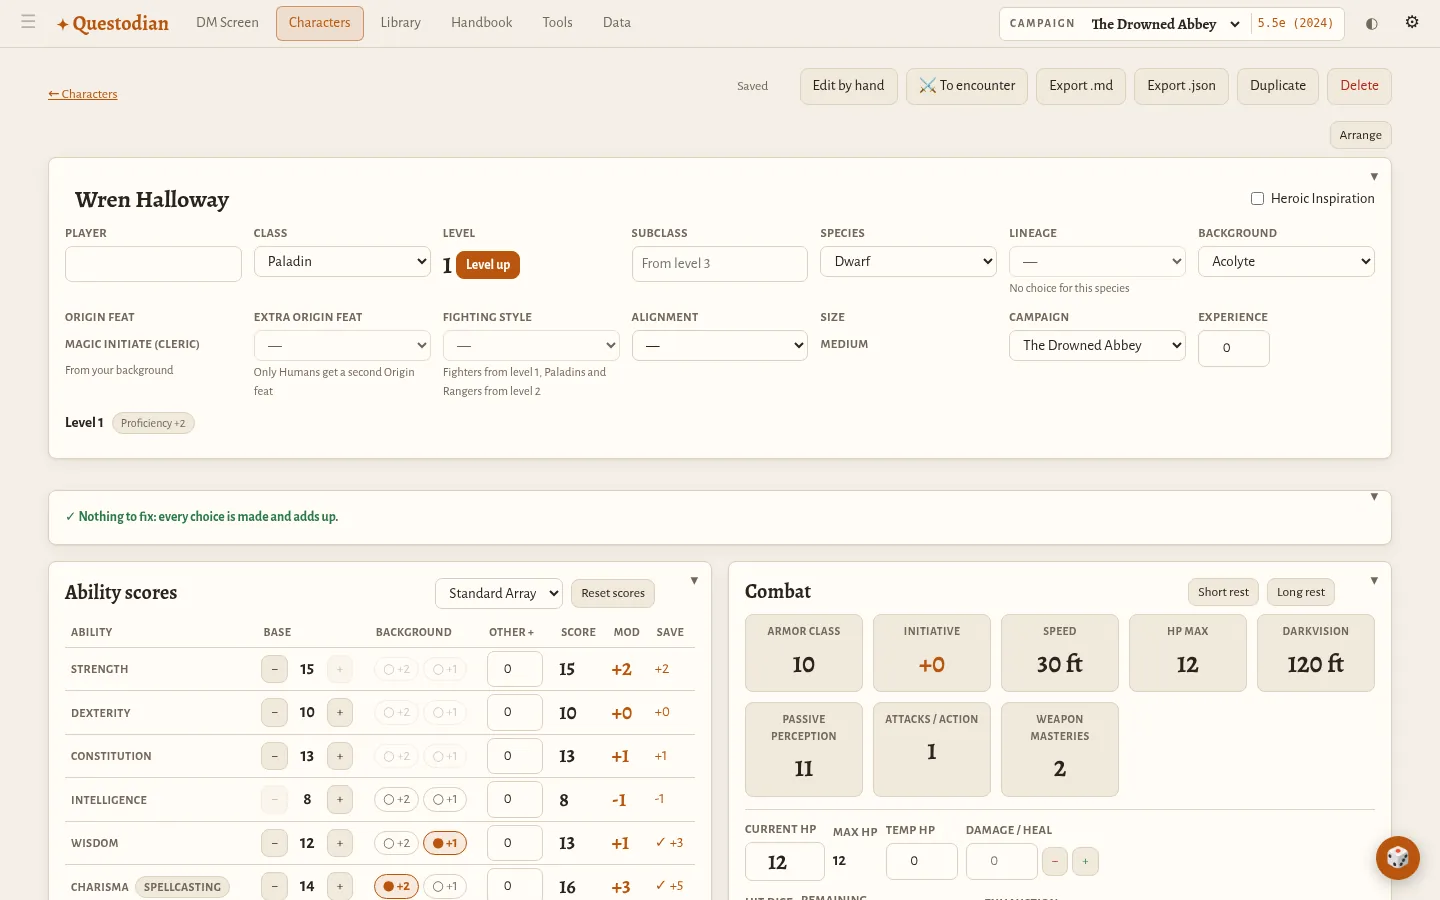 ☰ ✦ Questodian DM Screen Characters Library Handbook Tools Data CAMPAIGN The Drowned Abbey 5.5e (2024)
← Characters Saved Edit by hand ⚔️ To encounter Export .md Export .json Duplicate Delete
Arrange
Wren Halloway Heroic Inspiration
PLAYER CLASS LEVEL SUBCLASS SPECIES LINEAGE BACKGROUND
Paladin 1 Level up From level 3 Dwarf — Acolyte
No choice for this species
ORIGIN FEAT EXTRA ORIGIN FEAT FIGHTING STYLE ALIGNMENT SIZE CAMPAIGN EXPERIENCE
MAGIC INITIATE (CLERIC) — — — MEDIUM The Drowned Abbey 0
From your background Only Humans get a second Origin feat Fighters from level 1, Paladins and Rangers from level 2
Level 1 Proficiency +2
✓ Nothing to fix: every choice is made and adds up.
Ability scores Standard Array Reset scores
ABILITY BASE BACKGROUND OTHER + SCORE MOD SAVE
STRENGTH − 15 + +2 +1 0 15 +2 +2
DEXTERITY − 10 + +2 +1 0 10 +0 +0
CONSTITUTION − 13 + +2 +1 0 13 +1 +1
INTELLIGENCE − 8 + +2 +1 0 8 -1 -1
WISDOM − 12 + +2 +1 0 13 +1 ✓ +3
CHARISMA SPELLCASTING − 14 + +2 +1 0 16 +3 ✓ +5
Combat Short rest Long rest
ARMOR CLASS INITIATIVE SPEED HP MAX DARKVISION
10 +0 30 ft 12 120 ft
PASSIVE PERCEPTION ATTACKS / ACTION WEAPON MASTERIES
11 1 2
CURRENT HP MAX HP TEMP HP DAMAGE / HEAL
12 12 0 0 − +